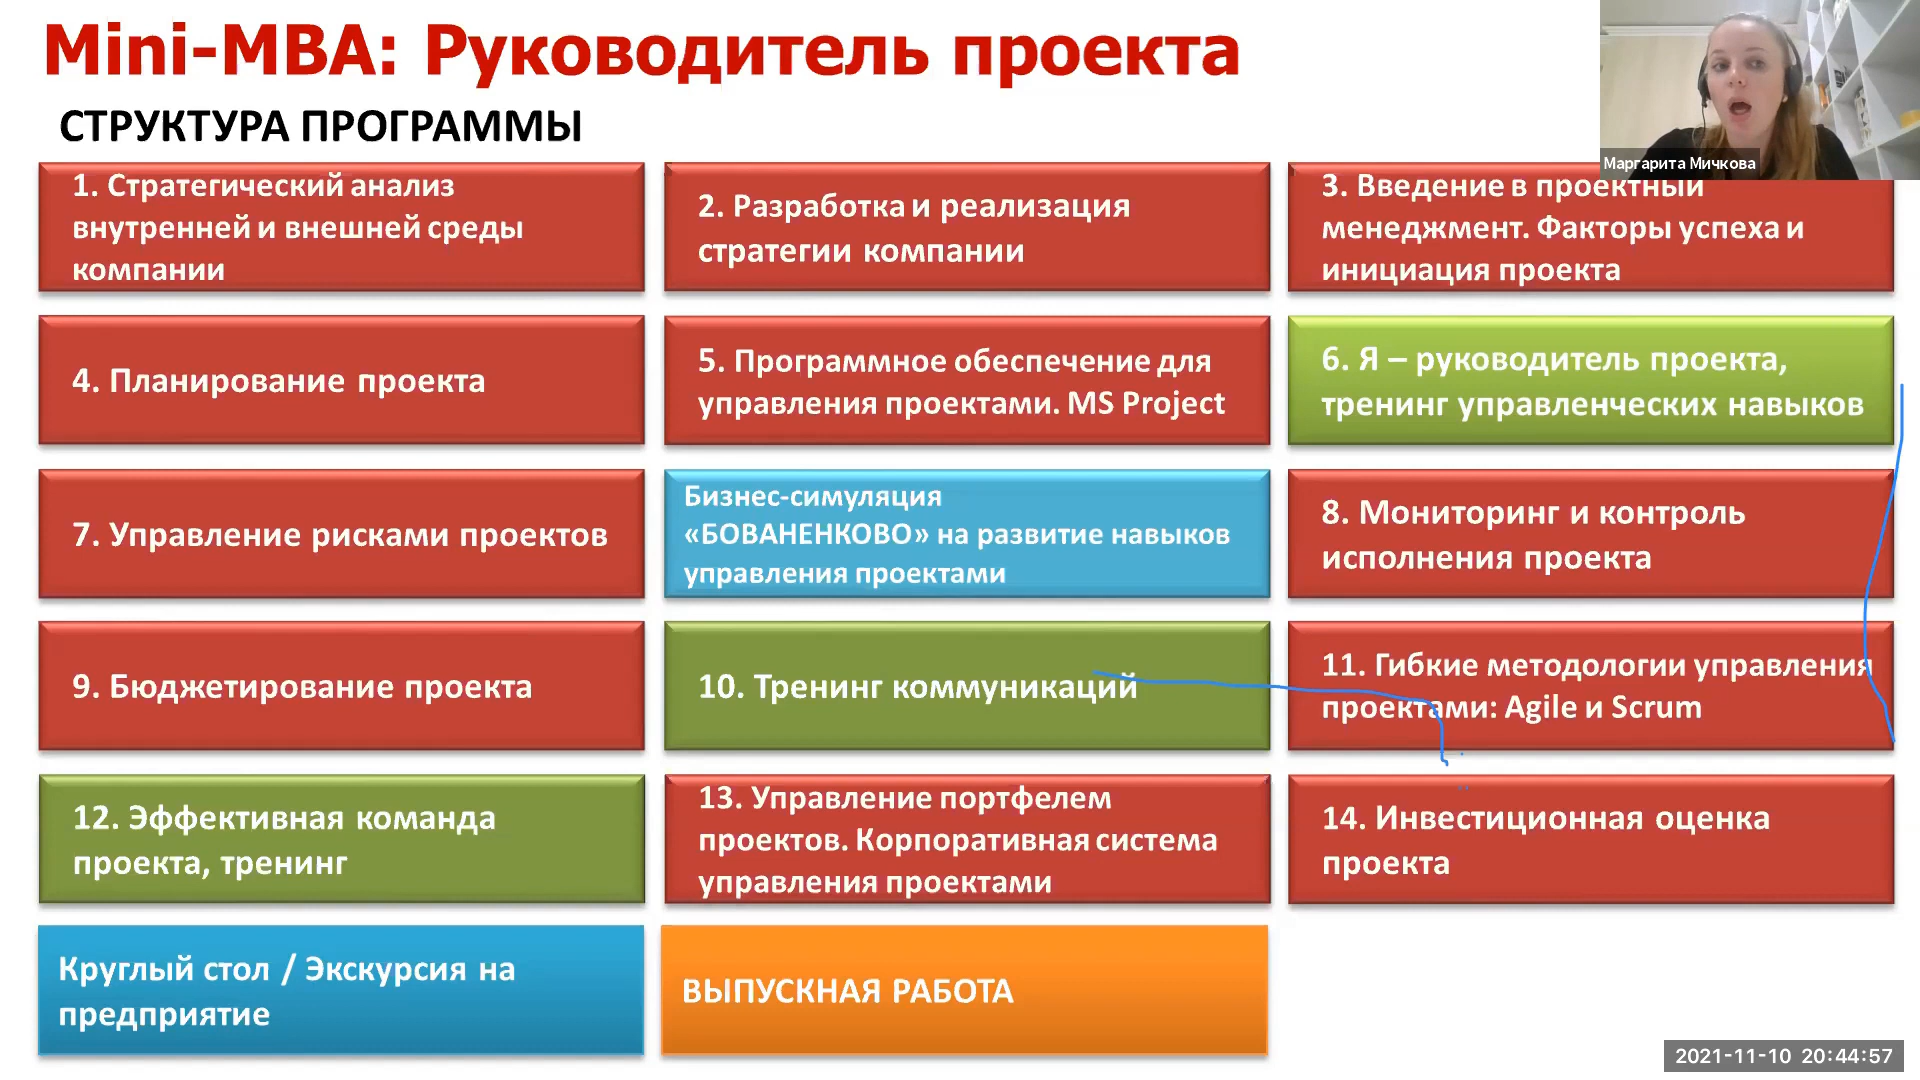 Mini-MBA: Руководитель проекта
СТРУКТУРА ПРОГРАММЫ
Маргарита Мичкова
1. Стратегический анализ
внутренней и внешней среды
компании
2. Разработка и реализация
стратегии компании
3. Введение в проектный
менеджмент. Факторы успеха и
инициация проекта
4. Планирование проекта
5. Программное обеспечение для
управления проектами. MS Project
6. Я – руководитель проекта,
тренинг управленческих навыков
7. Управление рисками проектов
Бизнес-симуляция
«БОВАНЕНКОВО» на развитие навыков
управления проектами
8. Мониторинг и контроль
исполнения проекта
9. Бюджетирование проекта
10. Тренинг коммуникаций
11. Гибкие методологии управления
проектами: Agile и Scrum
12. Эффективная команда
проекта, тренинг
13. Управление портфелем
проектов. Корпоративная система
управления проектами
14. Инвестиционная оценка
проекта
Круглый стол / Экскурсия на
предприятие
ВЫПУСКНАЯ РАБОТА
2021-11-10 20:44:57